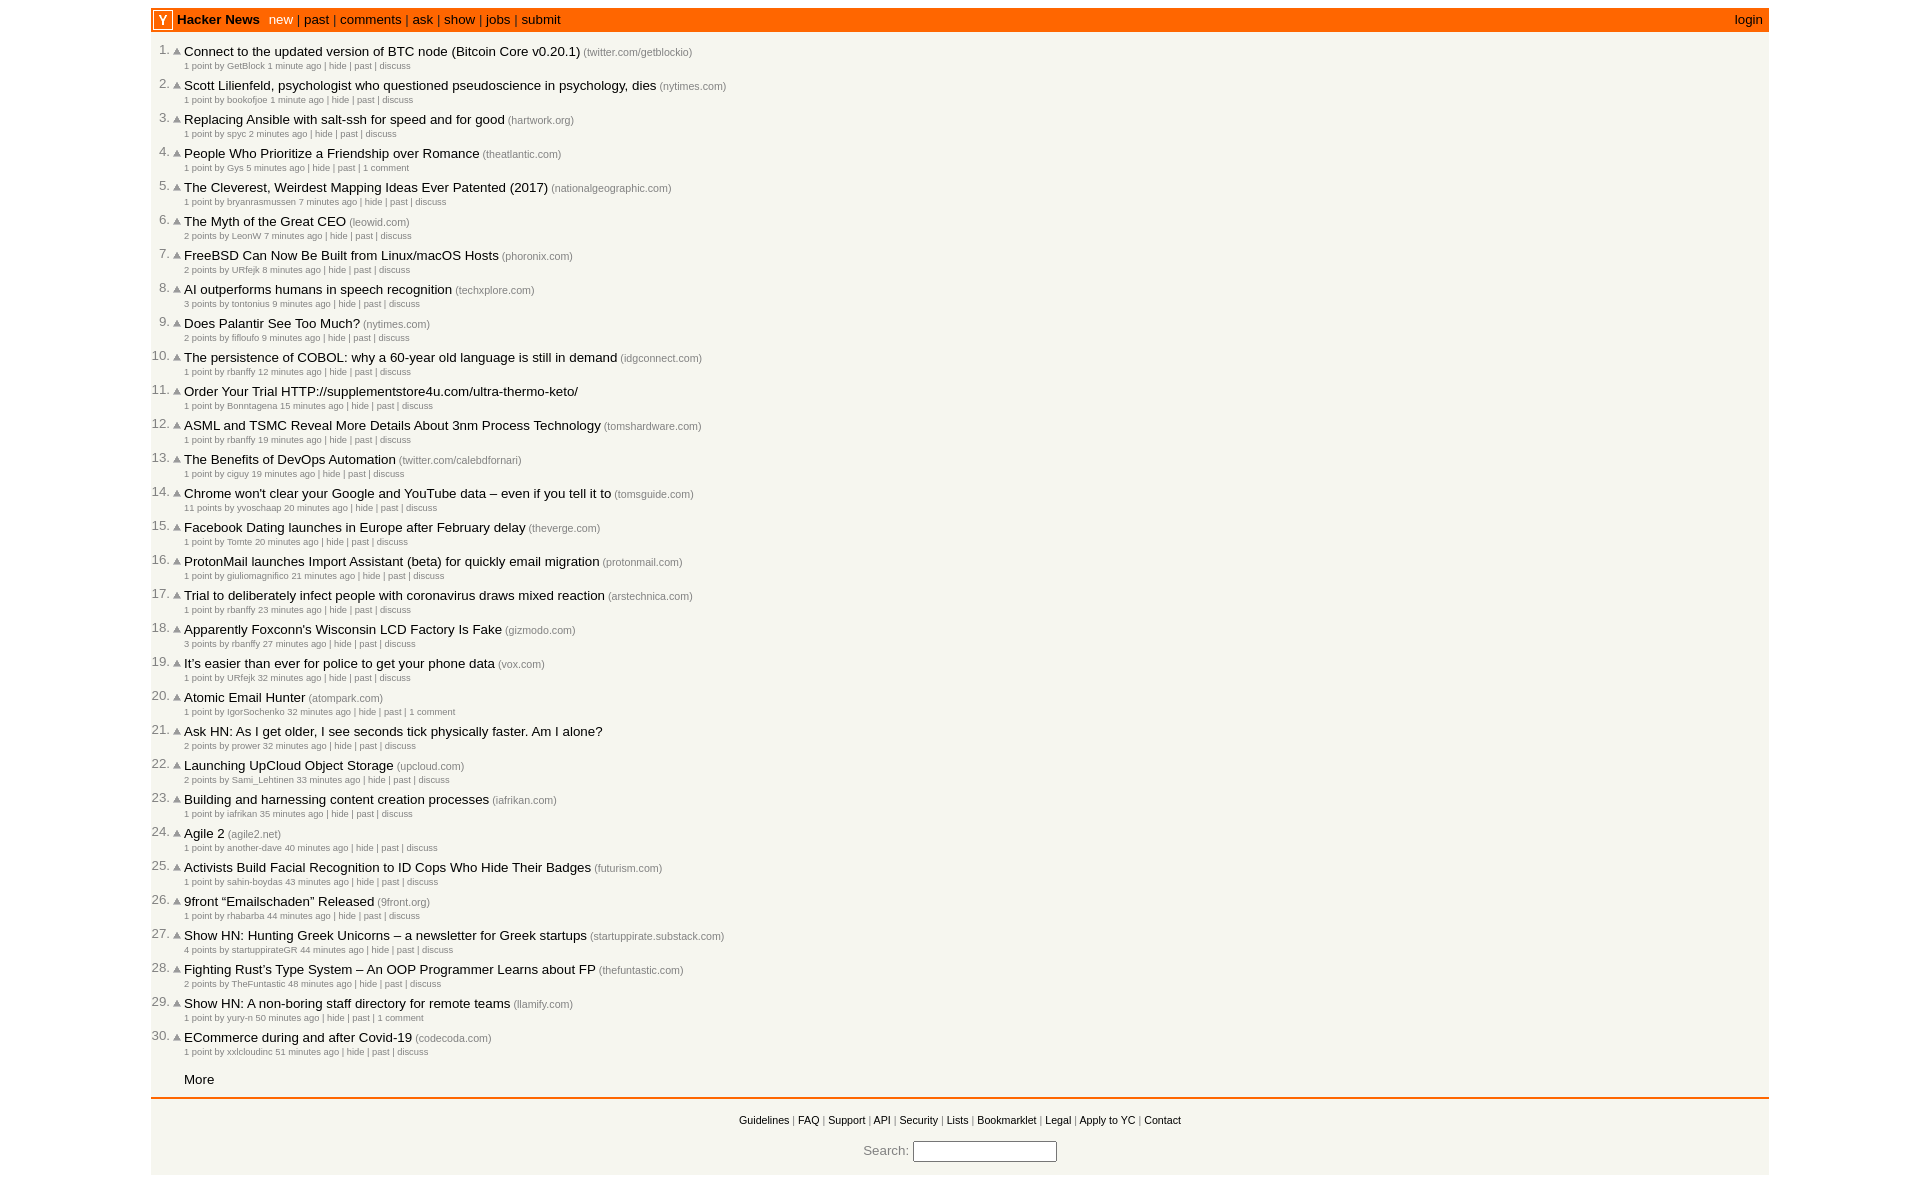 Y Hacker News new | past | comments | ask | show | jobs | submit login
1. Connect to the updated version of BTC node (Bitcoin Core v0.20.1) (twitter.com/getblockio)
1 point by GetBlock 1 minute ago | hide | past | discuss
2. Scott Lilienfeld, psychologist who questioned pseudoscience in psychology, dies (nytimes.com)
1 point by bookofjoe 1 minute ago | hide | past | discuss
3. Replacing Ansible with salt-ssh for speed and for good (hartwork.org)
1 point by spyc 2 minutes ago | hide | past | discuss
4. People Who Prioritize a Friendship over Romance (theatlantic.com)
1 point by Gys 5 minutes ago | hide | past | 1 comment
5. The Cleverest, Weirdest Mapping Ideas Ever Patented (2017) (nationalgeographic.com)
1 point by bryanrasmussen 7 minutes ago | hide | past | discuss
6. The Myth of the Great CEO (leowid.com)
2 points by LeonW 7 minutes ago | hide | past | discuss
7. FreeBSD Can Now Be Built from Linux/macOS Hosts (phoronix.com)
2 points by URfejk 8 minutes ago | hide | past | discuss
8. AI outperforms humans in speech recognition (techxplore.com)
3 points by tontonius 9 minutes ago | hide | past | discuss
9. Does Palantir See Too Much? (nytimes.com)
2 points by fifloufo 9 minutes ago | hide | past | discuss
10. The persistence of COBOL: why a 60-year old language is still in demand (idgconnect.com)
1 point by rbanffy 12 minutes ago | hide | past | discuss
11. Order Your Trial HTTP://supplementstore4u.com/ultra-thermo-keto/
1 point by Bonntagena 15 minutes ago | hide | past | discuss
12. ASML and TSMC Reveal More Details About 3nm Process Technology (tomshardware.com)
1 point by rbanffy 19 minutes ago | hide | past | discuss
13. The Benefits of DevOps Automation (twitter.com/calebdfornari)
1 point by ciguy 19 minutes ago | hide | past | discuss
14. Chrome won't clear your Google and YouTube data – even if you tell it to (tomsguide.com)
11 points by yvoschaap 20 minutes ago | hide | past | discuss
15. Facebook Dating launches in Europe after February delay (theverge.com)
1 point by Tomte 20 minutes ago | hide | past | discuss
16. ProtonMail launches Import Assistant (beta) for quickly email migration (protonmail.com)
1 point by giuliomagnifico 21 minutes ago | hide | past | discuss
17. Trial to deliberately infect people with coronavirus draws mixed reaction (arstechnica.com)
1 point by rbanffy 23 minutes ago | hide | past | discuss
18. Apparently Foxconn's Wisconsin LCD Factory Is Fake (gizmodo.com)
3 points by rbanffy 27 minutes ago | hide | past | discuss
19. It’s easier than ever for police to get your phone data (vox.com)
1 point by URfejk 32 minutes ago | hide | past | discuss
20. Atomic Email Hunter (atompark.com)
1 point by IgorSochenko 32 minutes ago | hide | past | 1 comment
21. Ask HN: As I get older, I see seconds tick physically faster. Am I alone?
2 points by prower 32 minutes ago | hide | past | discuss
22. Launching UpCloud Object Storage (upcloud.com)
2 points by Sami_Lehtinen 33 minutes ago | hide | past | discuss
23. Building and harnessing content creation processes (iafrikan.com)
1 point by iafrikan 35 minutes ago | hide | past | discuss
24. Agile 2 (agile2.net)
1 point by another-dave 40 minutes ago | hide | past | discuss
25. Activists Build Facial Recognition to ID Cops Who Hide Their Badges (futurism.com)
1 point by sahin-boydas 43 minutes ago | hide | past | discuss
26. 9front “Emailschaden” Released (9front.org)
1 point by rhabarba 44 minutes ago | hide | past | discuss
27. Show HN: Hunting Greek Unicorns – a newsletter for Greek startups (startuppirate.substack.com)
4 points by startuppirateGR 44 minutes ago | hide | past | discuss
28. Fighting Rust's Type System – An OOP Programmer Learns about FP (thefuntastic.com)
2 points by TheFuntastic 48 minutes ago | hide | past | discuss
29. Show HN: A non-boring staff directory for remote teams (llamify.com)
1 point by yury-n 50 minutes ago | hide | past | 1 comment
30. ECommerce during and after Covid-19 (codecoda.com)
1 point by xxlcloudinc 51 minutes ago | hide | past | discuss
More
Guidelines | FAQ | Support | API | Security | Lists | Bookmarklet | Legal | Apply to YC | Contact
Search: